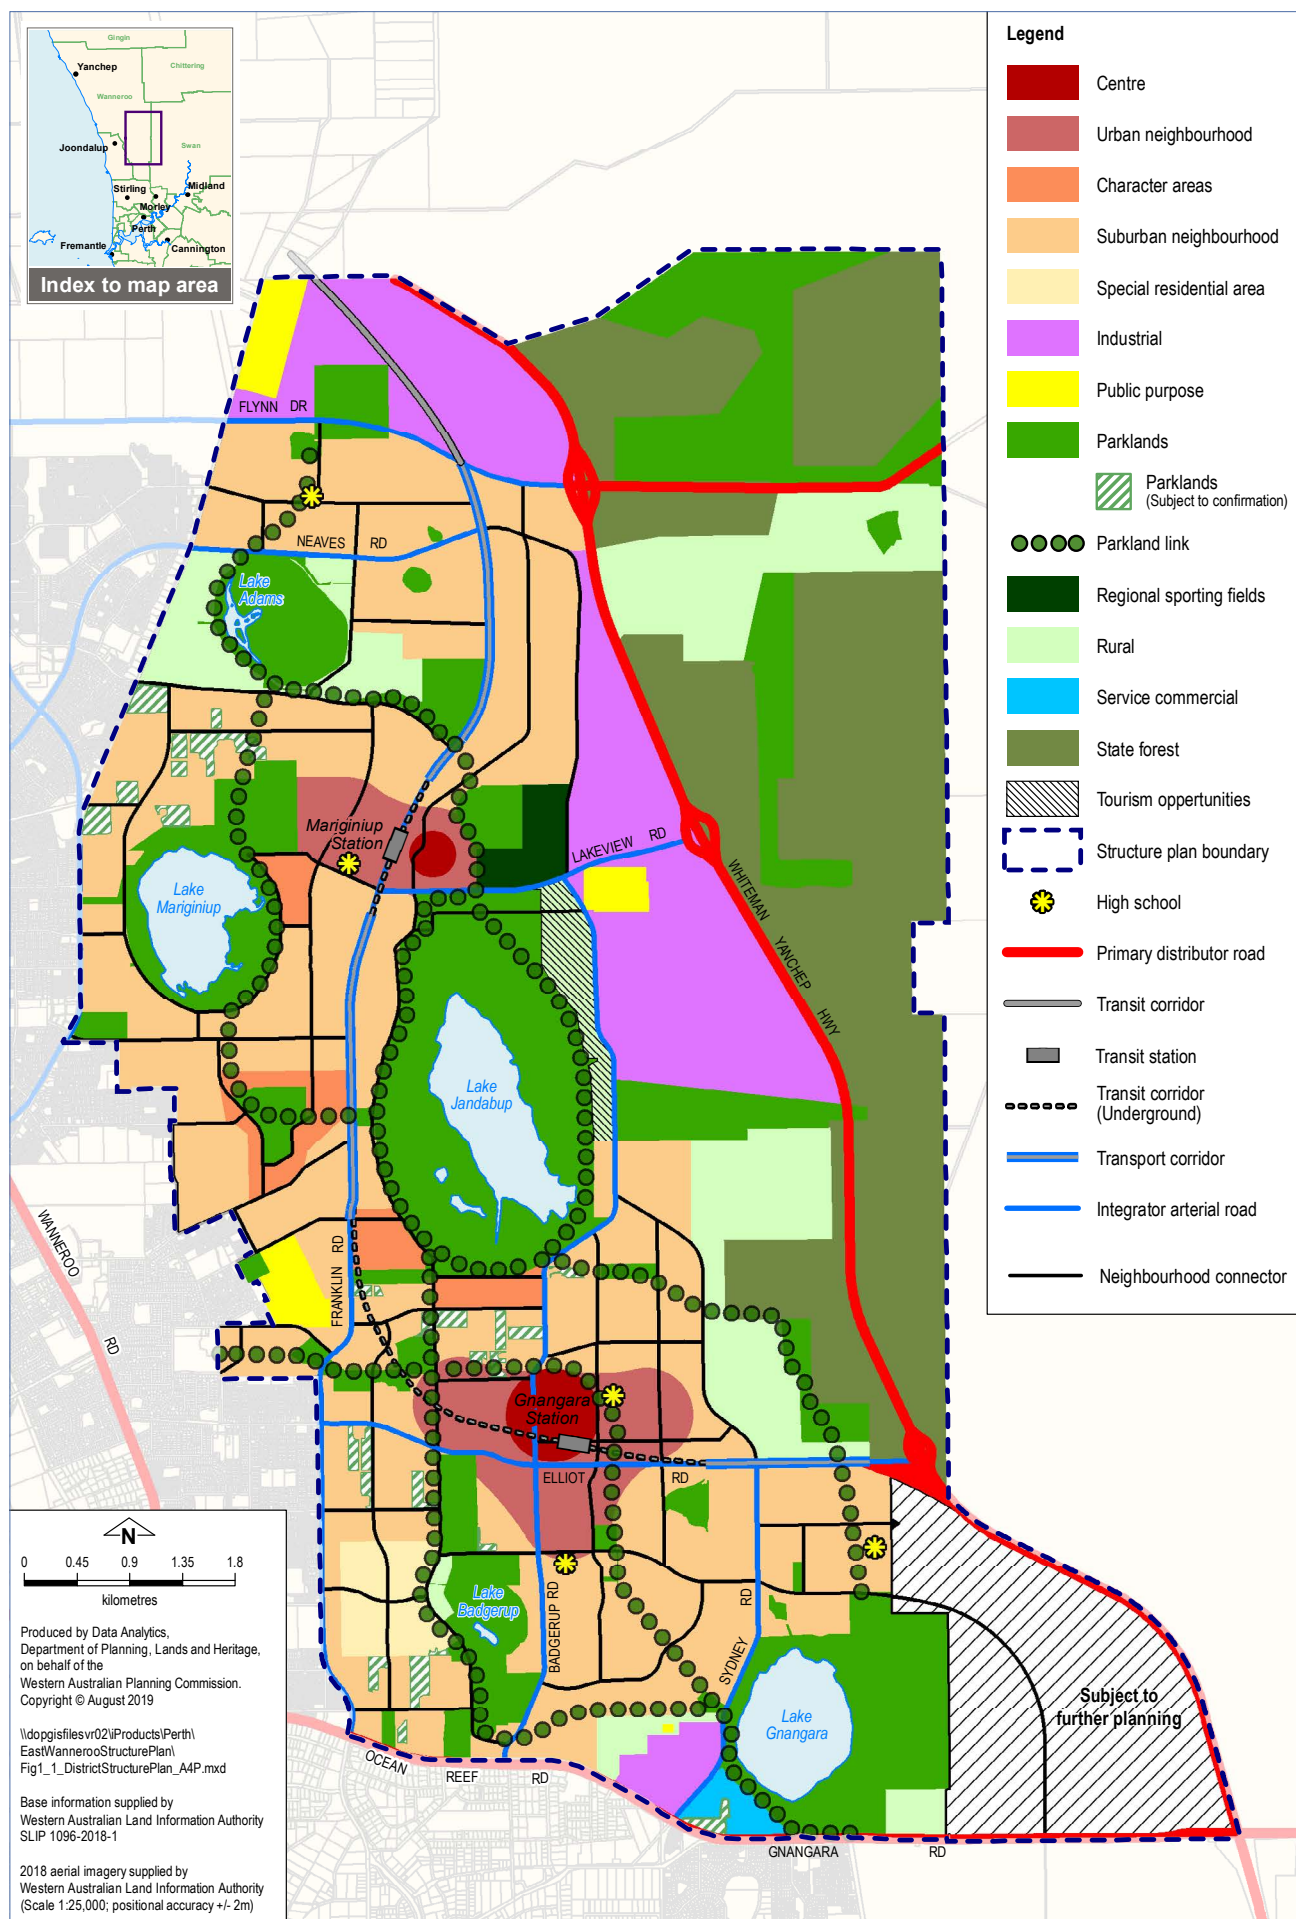 Gingin
Yanchep
Chittering
Wanneroo
Joondalup
Swan
Stirling
Midland
Morley
Perth
Fremantle
Cannington
Index to map area
Legend
Centre
Urban neighbourhood
Character areas
Suburban neighbourhood
Special residential area
Industrial
Public purpose
Parklands
Parklands
(Subject to confirmation)
Parkland link
Regional sporting fields
Rural
Service commercial
State forest
Tourism oppertunities
Structure plan boundary
High school
Primary distributor road
Transit corridor
Transit station
Transit corridor
(Underground)
Transport corridor
Integrator arterial road
Neighbourhood connector
FLYNN DR
NEAVES RD
Lake
Adams
Mariginiup
Station
LAKEVIEW RD
Lake
Mariginiup
WHITEMAN YANCHEP HWY
Lake
Jandabup
WANNEROO RD
FRANKLIN RD
Gnangara
Station
ELLIOT RD
Lake
Badgerup
BADGERUP RD
SYDNEY RD
Lake
Gnangara
Subject to
further planning
OCEAN REEF RD
GNANGARA RD
N
0 0.45 0.9 1.35 1.8
kilometres
Produced by Data Analytics,
Department of Planning, Lands and Heritage,
on behalf of the
Western Australian Planning Commission.
Copyright © August 2019
\\dopgisfilesvr02\iProducts\Perth\
EastWannerooStructurePlan\
Fig1_1_DistrictStructurePlan_A4P.mxd
Base information supplied by
Western Australian Land Information Authority
SLIP 1096-2018-1
2018 aerial imagery supplied by
Western Australian Land Information Authority
(Scale 1:25,000; positional accuracy +/- 2m)